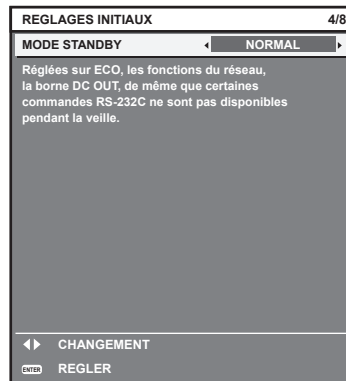 REGLAGES INITIAUX 4/8
MODE STANDBY NORMAL
Réglées sur ECO, les fonctions du réseau,
la borne DC OUT, de même que certaines
commandes RS-232C ne sont pas disponibles
pendant la veille.
CHANGEMENT
ENTER REGLER